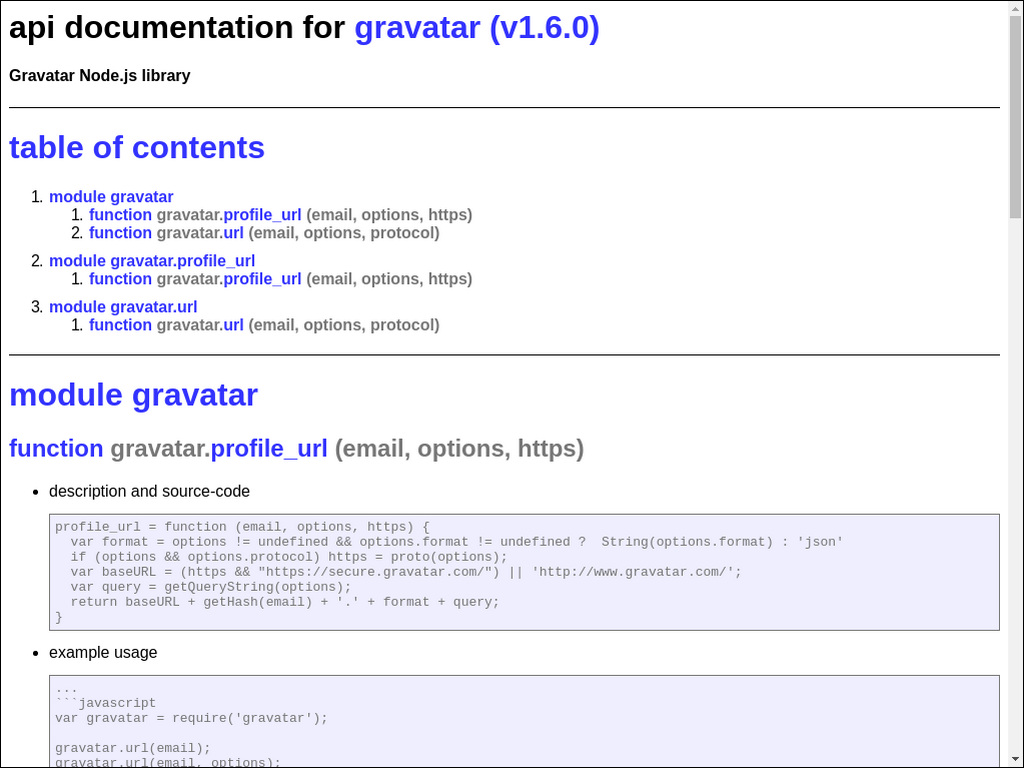 api documentation for gravatar (v1.6.0)
Gravatar Node.js library
table of contents
1. module gravatar
1. function gravatar.profile_url (email, options, https)
2. function gravatar.url (email, options, protocol)
2. module gravatar.profile_url
1. function gravatar.profile_url (email, options, https)
3. module gravatar.url
1. function gravatar.url (email, options, protocol)
module gravatar
function gravatar.profile_url (email, options, https)
• description and source-code
profile_url = function (email, options, https) {
  var format = options != undefined && options.format != undefined ?  String(options.format) : 'json'
  if (options && options.protocol) https = proto(options);
  var baseURL = (https && "https://secure.gravatar.com/") || 'http://www.gravatar.com/';
  var query = getQueryString(options);
  return baseURL + getHash(email) + '.' + format + query;
}
• example usage
...
```javascript
var gravatar = require('gravatar');
gravatar.url(email);
gravatar.url(email, options);